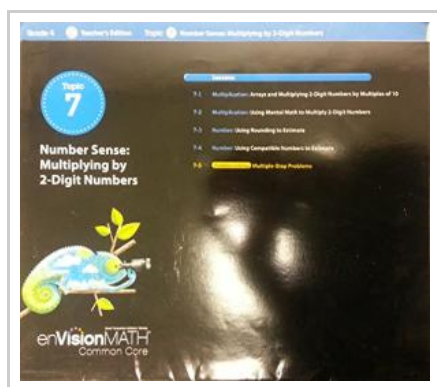 Grade 4 Teacher's Edition Topic 7 Number Sense: Multiplying by 2-Digit Numbers
Topic
7
Number Sense:
Multiplying by
2-Digit Numbers
Lessons
7-1 Multiplication: Arrays and Multiplying 2-Digit Numbers by Multiples of 10
7-2 Multiplication: Using Mental Math to Multiply 2-Digit Numbers
7-3 Number: Using Rounding to Estimate
7-4 Number: Using Compatible Numbers to Estimate
7-5 Multiple-Step Problems
enVisionMATH
Common Core